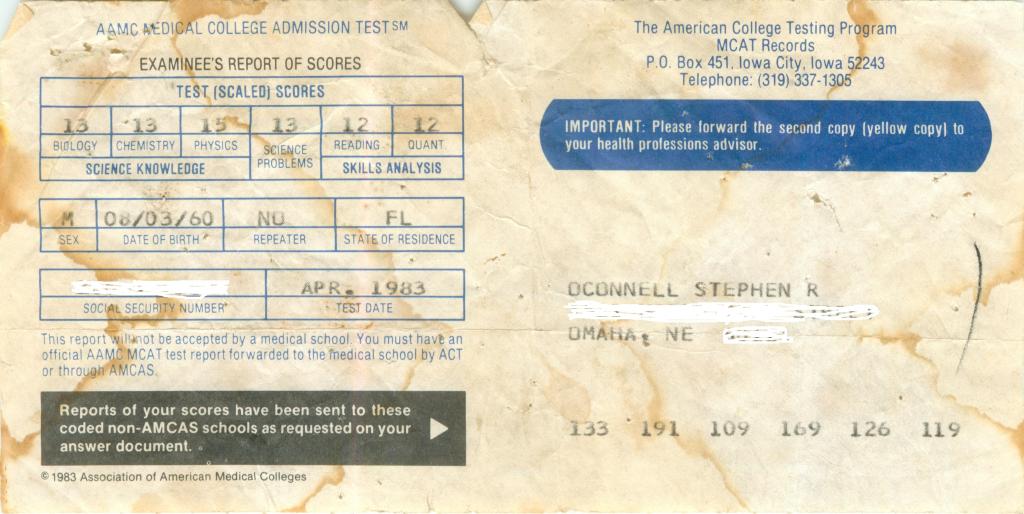 AAMC MEDICAL COLLEGE ADMISSION TEST SM
EXAMINEE'S REPORT OF SCORES
TEST (SCALED) SCORES
13 13 15 13 12 12
BIOLOGY CHEMISTRY PHYSICS SCIENCE PROBLEMS READING QUANT.
SCIENCE KNOWLEDGE SKILLS ANALYSIS
M 08/03/60 NO FL
SEX DATE OF BIRTH REPEATER STATE OF RESIDENCE
APR. 1983
SOCIAL SECURITY NUMBER TEST DATE
This report will not be accepted by a medical school. You must have an
official AAMC MCAT test report forwarded to the medical school by ACT
or through AMCAS.
Reports of your scores have been sent to these
coded non-AMCAS schools as requested on your
answer document.
© 1983 Association of American Medical Colleges
The American College Testing Program
MCAT Records
P.O. Box 451, Iowa City, Iowa 52243
Telephone: (319) 337-1305
IMPORTANT: Please forward the second copy (yellow copy) to
your health professions advisor.
OCONNELL STEPHEN R
OMAHA, NE
133 191 109 169 126 119